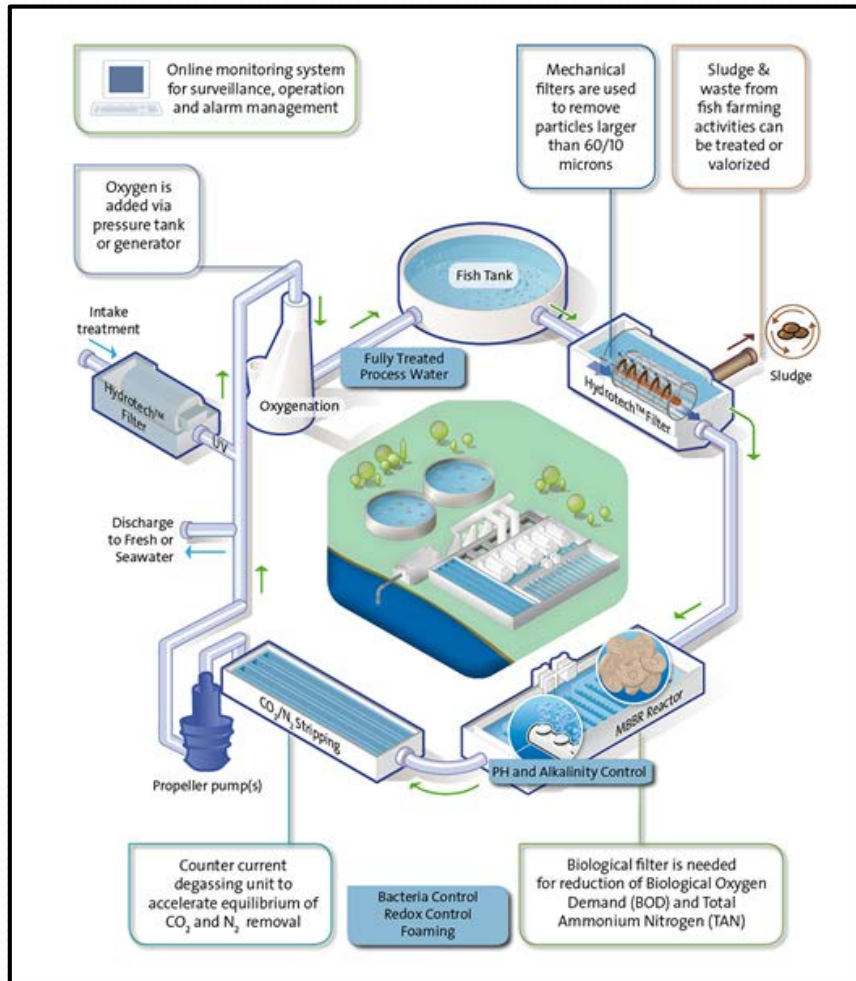 Online monitoring system
for surveillance, operation
and alarm management
Mechanical
filters are used
to remove
particles larger
than 60/10
microns
Sludge &
waste from
fish farming
activities can
be treated or
valorized
Oxygen is
added via
pressure tank
or generator
Fish Tank
Intake
treatment
Hydrotech™
Filter
UV
Oxygenation
Fully Treated
Process Water
Hydrotech™ Filter
Sludge
Discharge
to Fresh or
Seawater
CO₂/N₂ Stripping
MBBR Reactor
Propeller pump(s)
PH and Alkalinity Control
Counter current
degassing unit to
accelerate equilibrium of
CO₂ and N₂ removal
Bacteria Control
Redox Control
Foaming
Biological filter is needed
for reduction of Biological Oxygen
Demand (BOD) and Total
Ammonium Nitrogen (TAN)